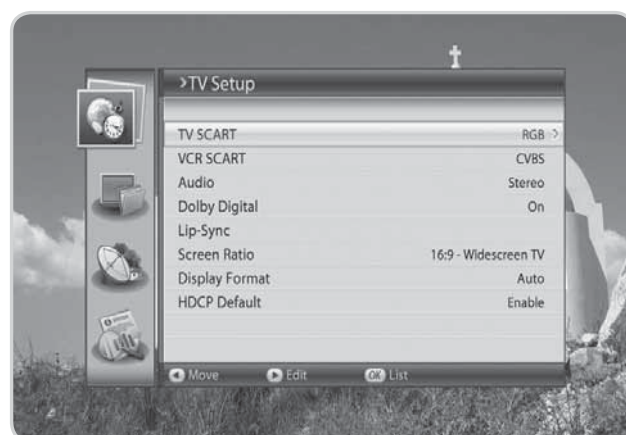 >TV Setup
TV SCART RGB >
VCR SCART CVBS
Audio Stereo
Dolby Digital On
Lip-Sync
Screen Ratio 16:9 - Widescreen TV
Display Format Auto
HDCP Default Enable
Move Edit OK List